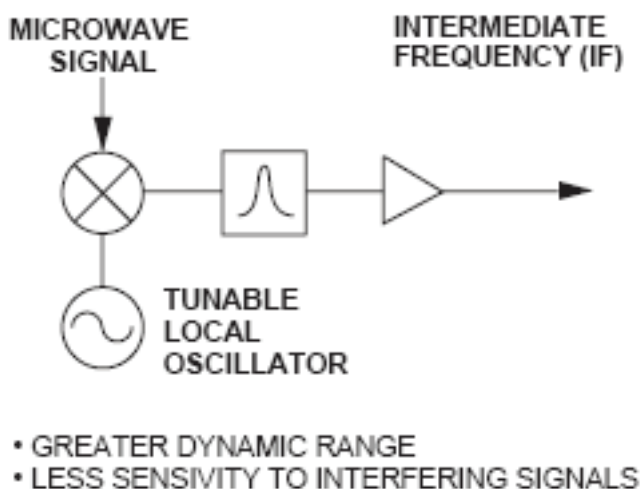 MICROWAVE
SIGNAL
INTERMEDIATE
FREQUENCY (IF)
TUNABLE
LOCAL
OSCILLATOR
• GREATER DYNAMIC RANGE
• LESS SENSIVITY TO INTERFERING SIGNALS